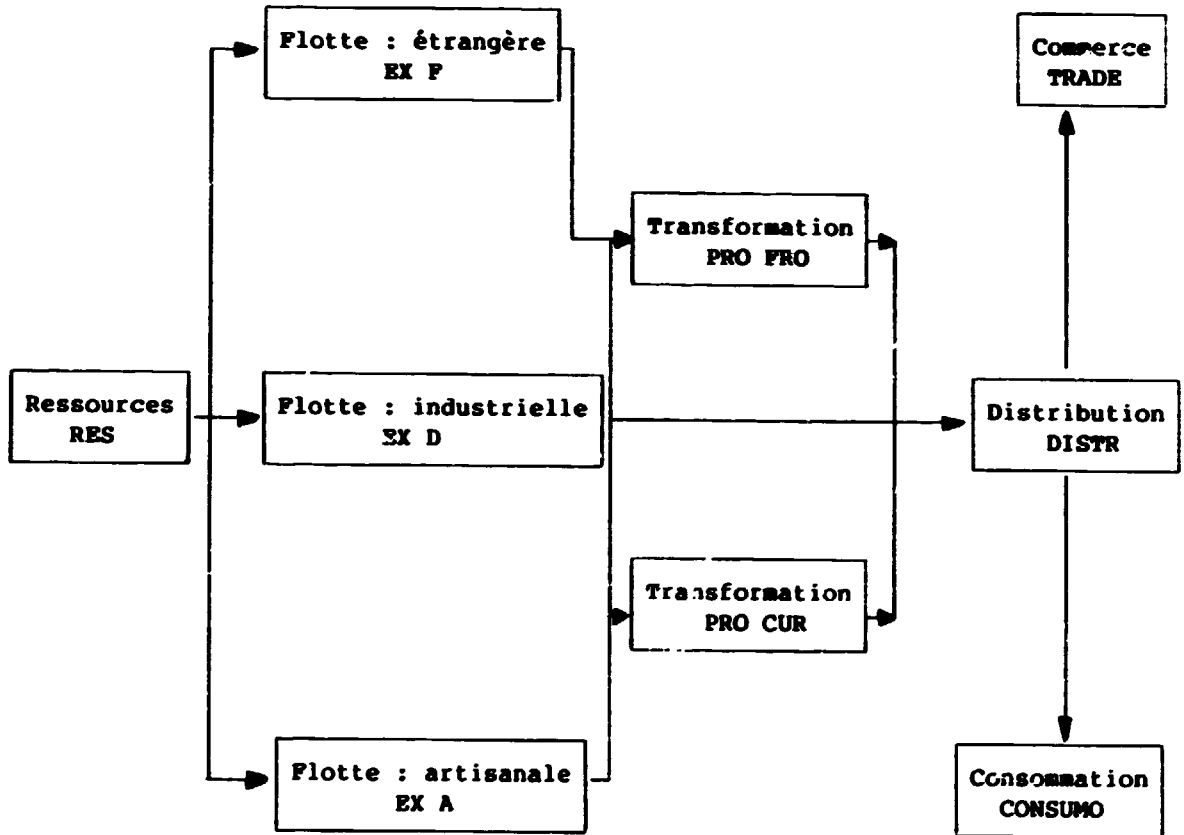 Flotte : étrangère
EX F
Commerce
TRADE
Transformation
PRO FRO
Ressources
RES
Flotte : industrielle
EX D
Distribution
DISTR
Transformation
PRO CUR
Flotte : artisanale
EX A
Consommation
CONSUMO